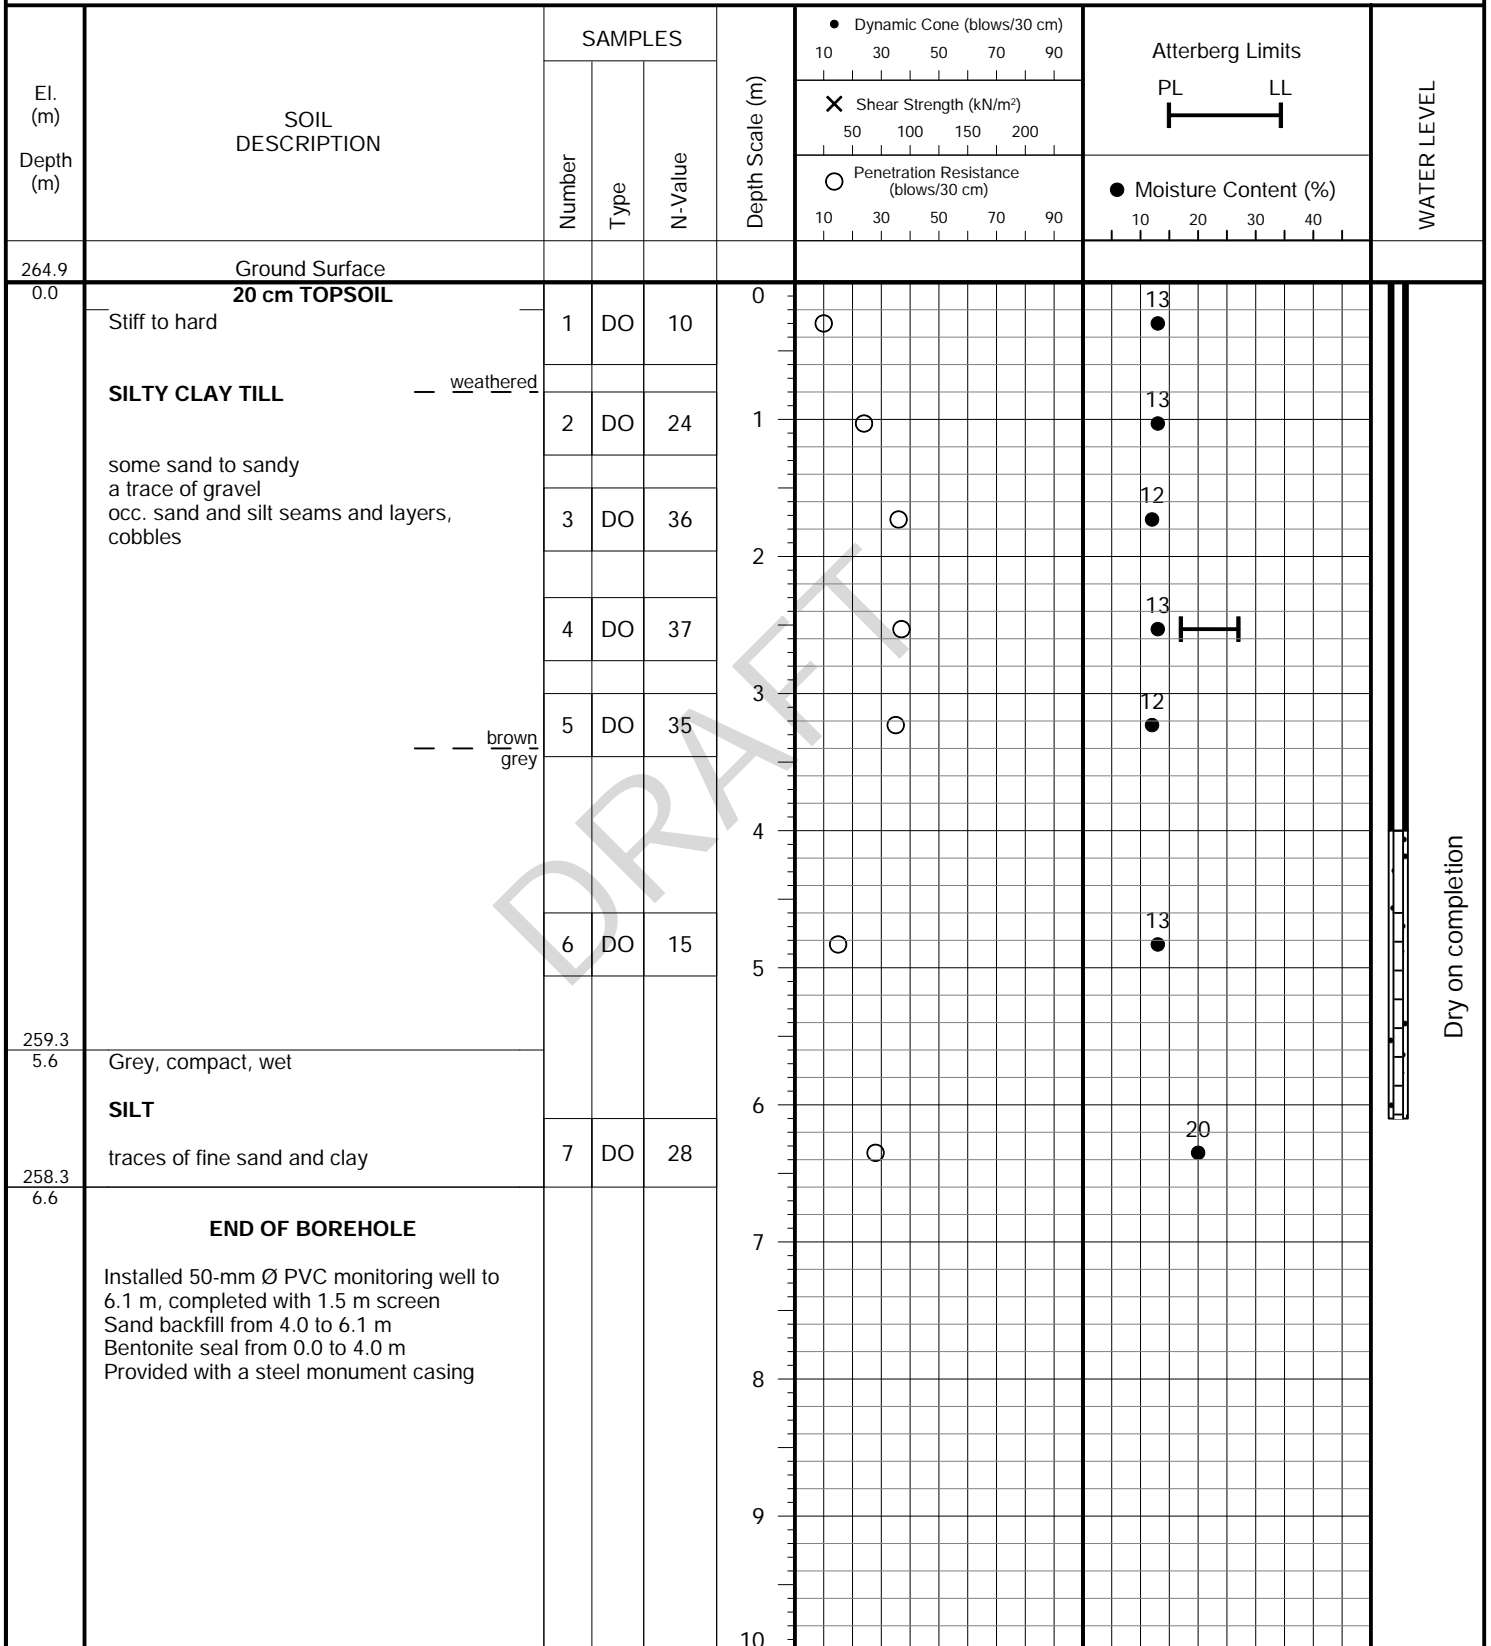 El.
(m)
Depth
(m)
SOIL
DESCRIPTION
SAMPLES
Number
Type
N-Value
Depth Scale (m)
● Dynamic Cone (blows/30 cm)
10 30 50 70 90
✕ Shear Strength (kN/m²)
50 100 150 200
○ Penetration Resistance
(blows/30 cm)
10 30 50 70 90
Atterberg Limits
PL LL
● Moisture Content (%)
10 20 30 40
WATER LEVEL
264.9 Ground Surface
0.0 20 cm TOPSOIL 0
13
Stiff to hard 1 DO 10
weathered
SILTY CLAY TILL
13
2 DO 24 1
some sand to sandy
a trace of gravel
12
occ. sand and silt seams and layers, 3 DO 36
cobbles
2
13
4 DO 37
3
12
5 DO 35
brown
grey
4
Dry on completion
13
6 DO 15
5
259.3
5.6 Grey, compact, wet
SILT 6
20
traces of fine sand and clay 7 DO 28
258.3
6.6
END OF BOREHOLE
7
Installed 50-mm Ø PVC monitoring well to
6.1 m, completed with 1.5 m screen
Sand backfill from 4.0 to 6.1 m
Bentonite seal from 0.0 to 4.0 m
Provided with a steel monument casing
8
9
10
DRAFT